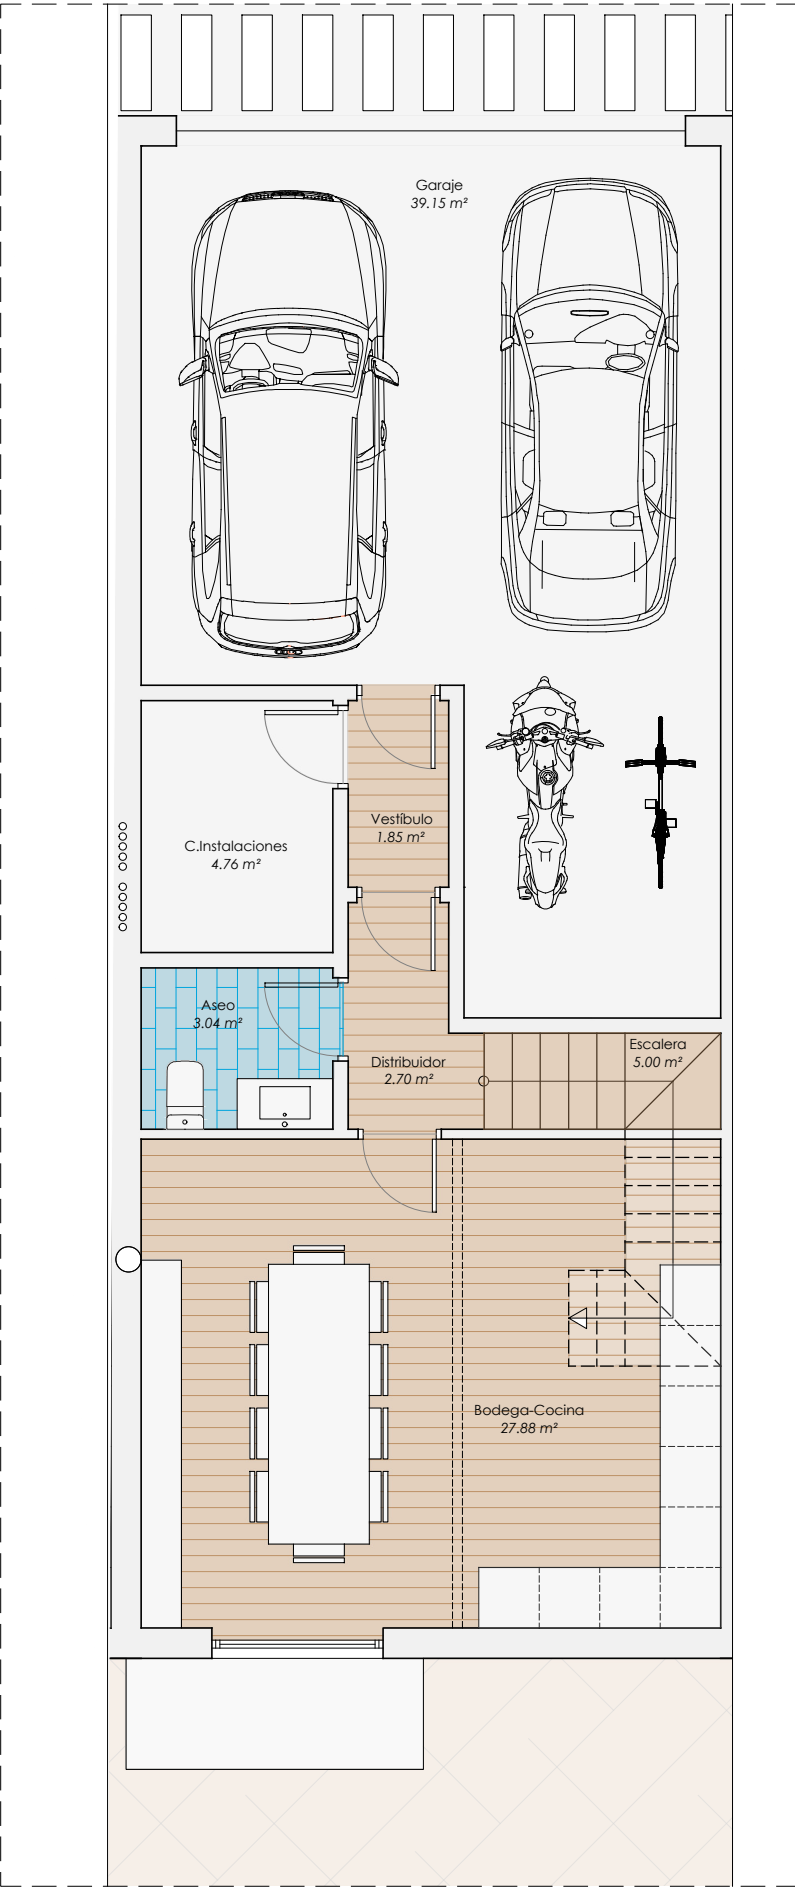 Garaje
39.15 m²
Vestíbulo
1.85 m²
C.Instalaciones
4.76 m²
Aseo
3.04 m²
Escalera
5.00 m²
Distribuidor
2.70 m²
Bodega-Cocina
27.88 m²